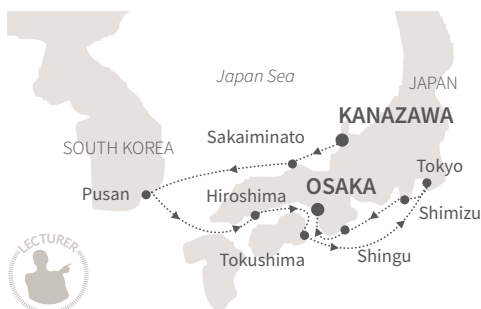 Japan Sea
JAPAN
KANAZAWA
Sakaiminato
SOUTH KOREA
Tokyo
Pusan
Hiroshima
OSAKA
Shimizu
Tokushima
Shingu
LECTURER